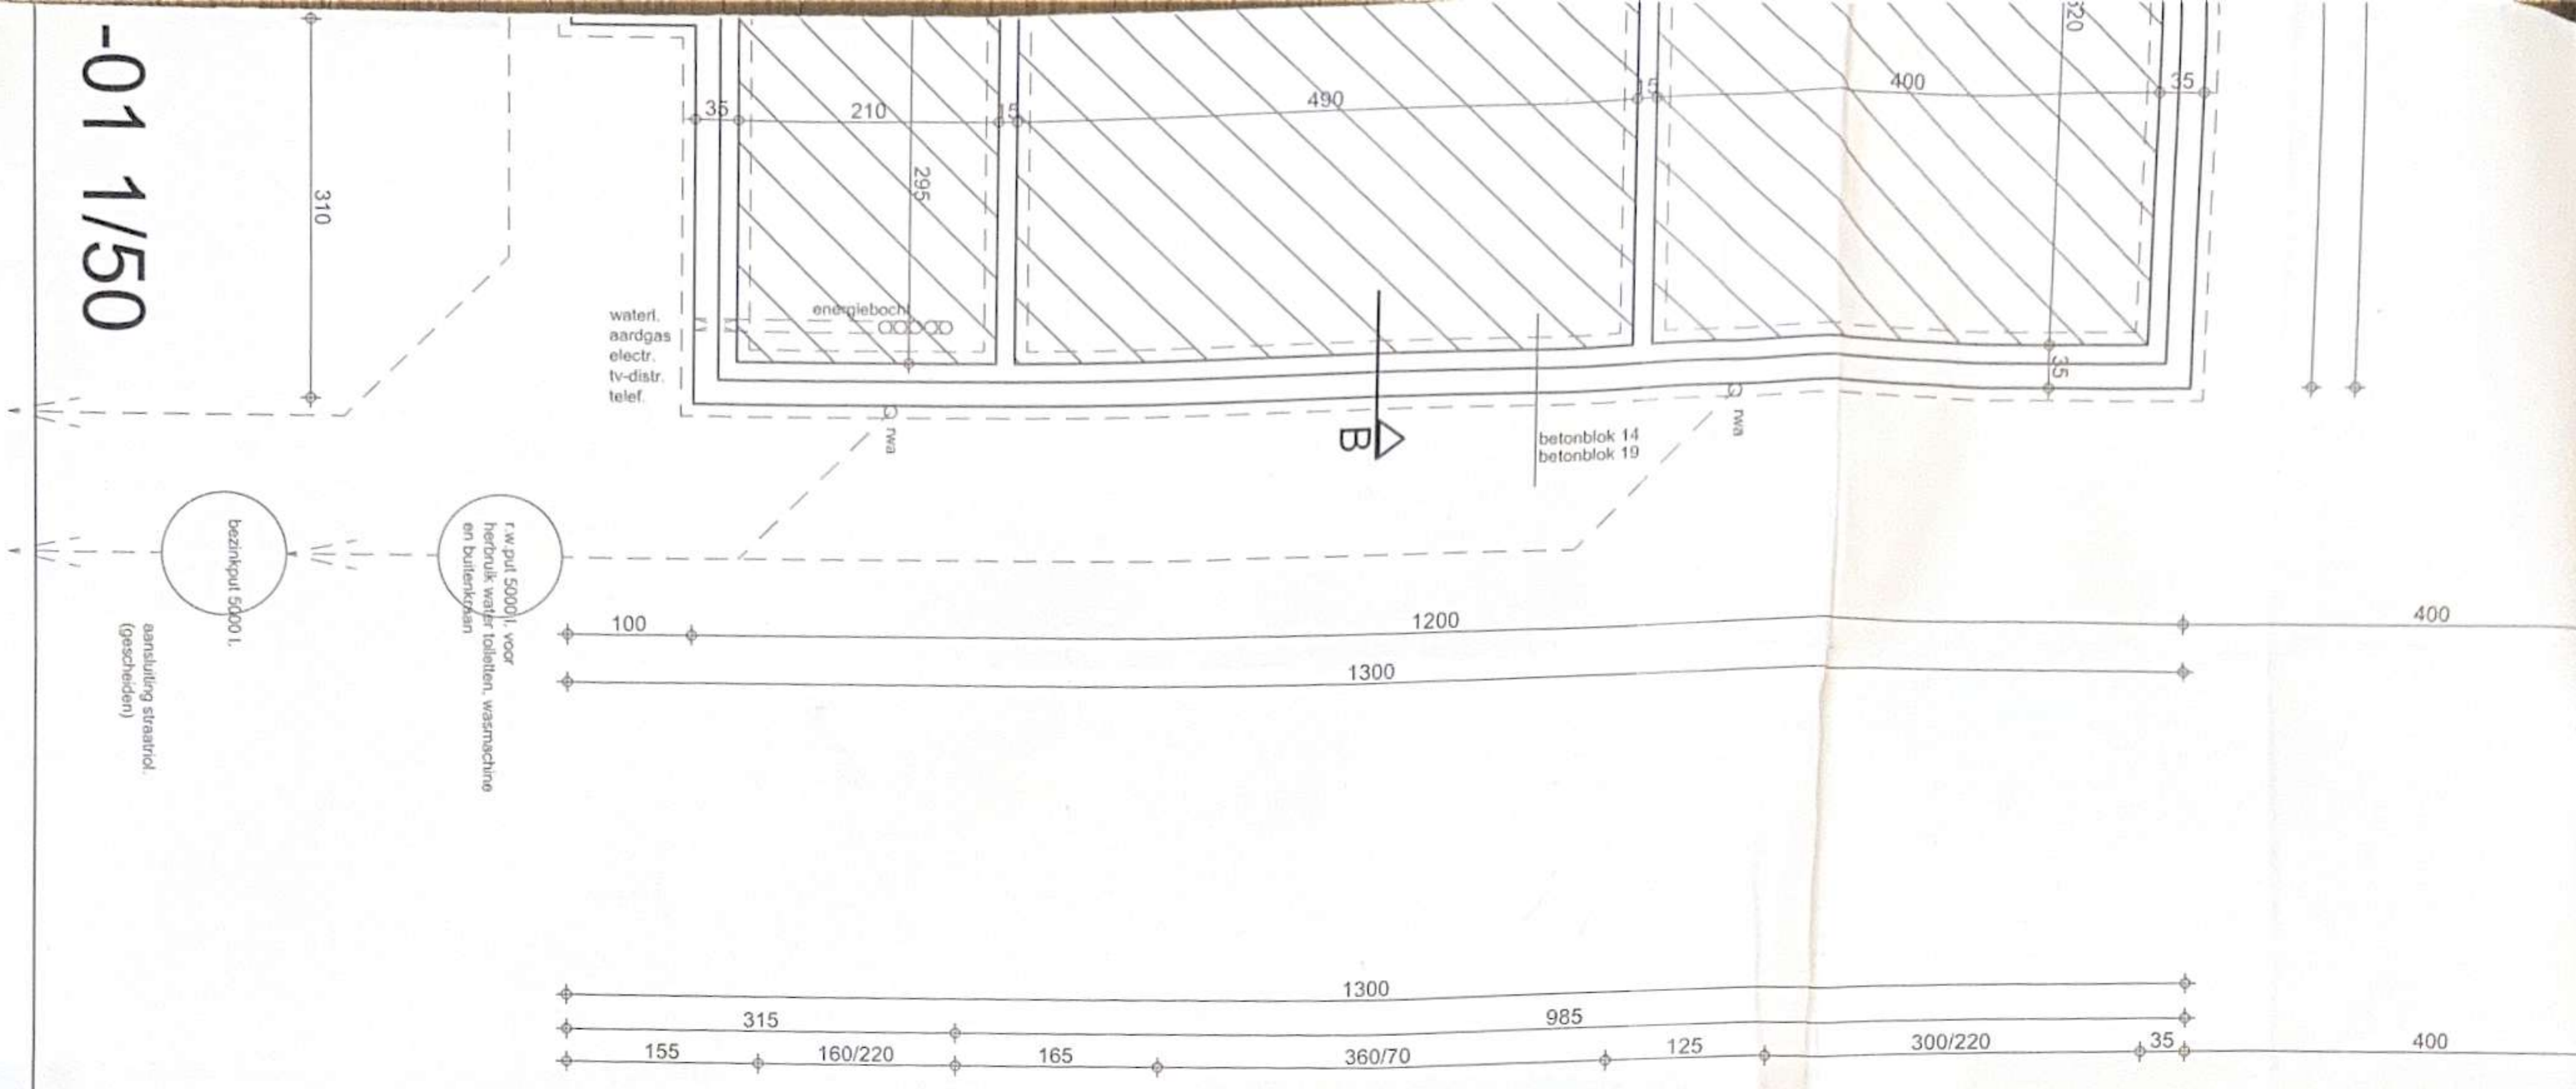 -01 1/50
310
35
210
15
490
15
400
35
295
energiebocht
waterl.
aardgas
electr.
tv-distr.
telef.
35
rwa
B
betonblok 14
betonblok 19
rwa
r.w.put 5000 l. voor
herbruik water toiletten, wasmachine
en buitenkraan
bezinkput 5000 l.
aansluiting straatriol.
(gescheiden)
100
1200
400
1300
1300
315
985
155
160/220
165
360/70
125
300/220
35
400